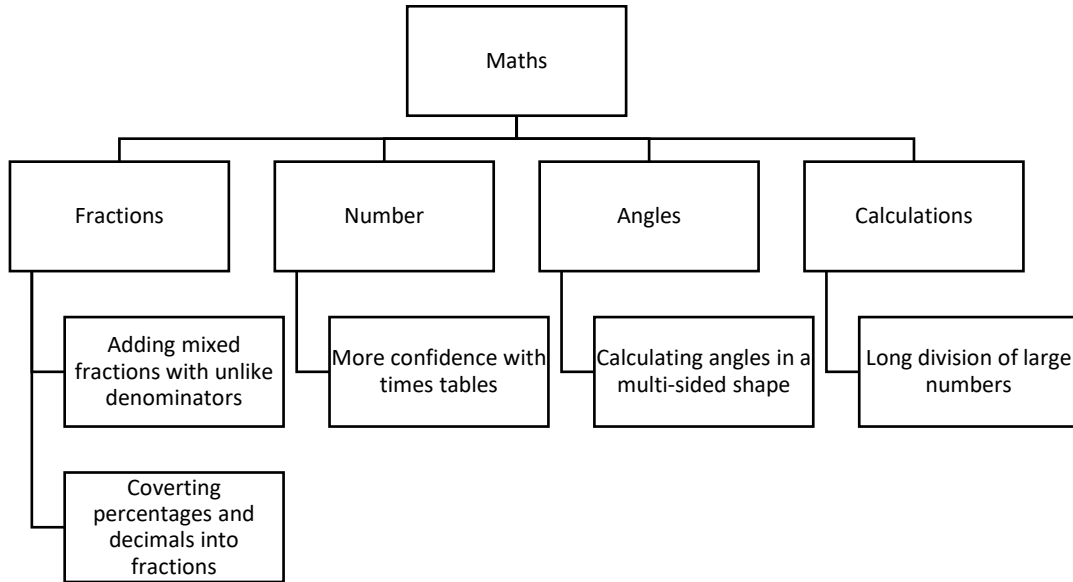 Maths
Fractions
Number
Angles
Calculations
Adding mixed
fractions with unlike
denominators
More confidence with
times tables
Calculating angles in a
multi-sided shape
Long division of large
numbers
Coverting
percentages and
decimals into
fractions